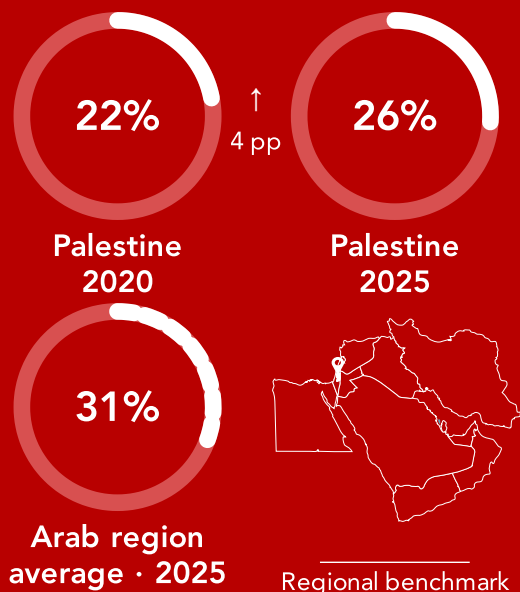 22%
↑
4 pp
26%
Palestine
2020
Palestine
2025
31%
Arab region
average · 2025
Regional benchmark